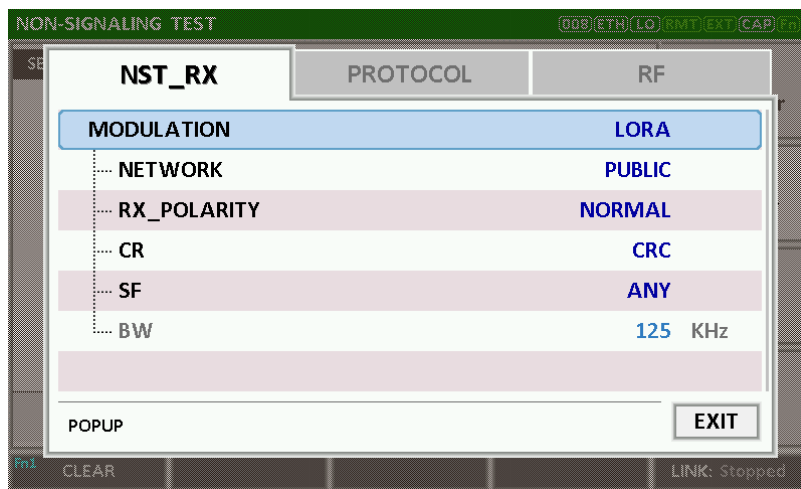 NON-SIGNALING TEST 008 ETH LO RMT EXT CAP Fn
NST_RX PROTOCOL RF
MODULATION LORA
NETWORK PUBLIC
RX_POLARITY NORMAL
CR CRC
SF ANY
BW 125 KHz
POPUP EXIT
Fn1 CLEAR LINK: Stopped